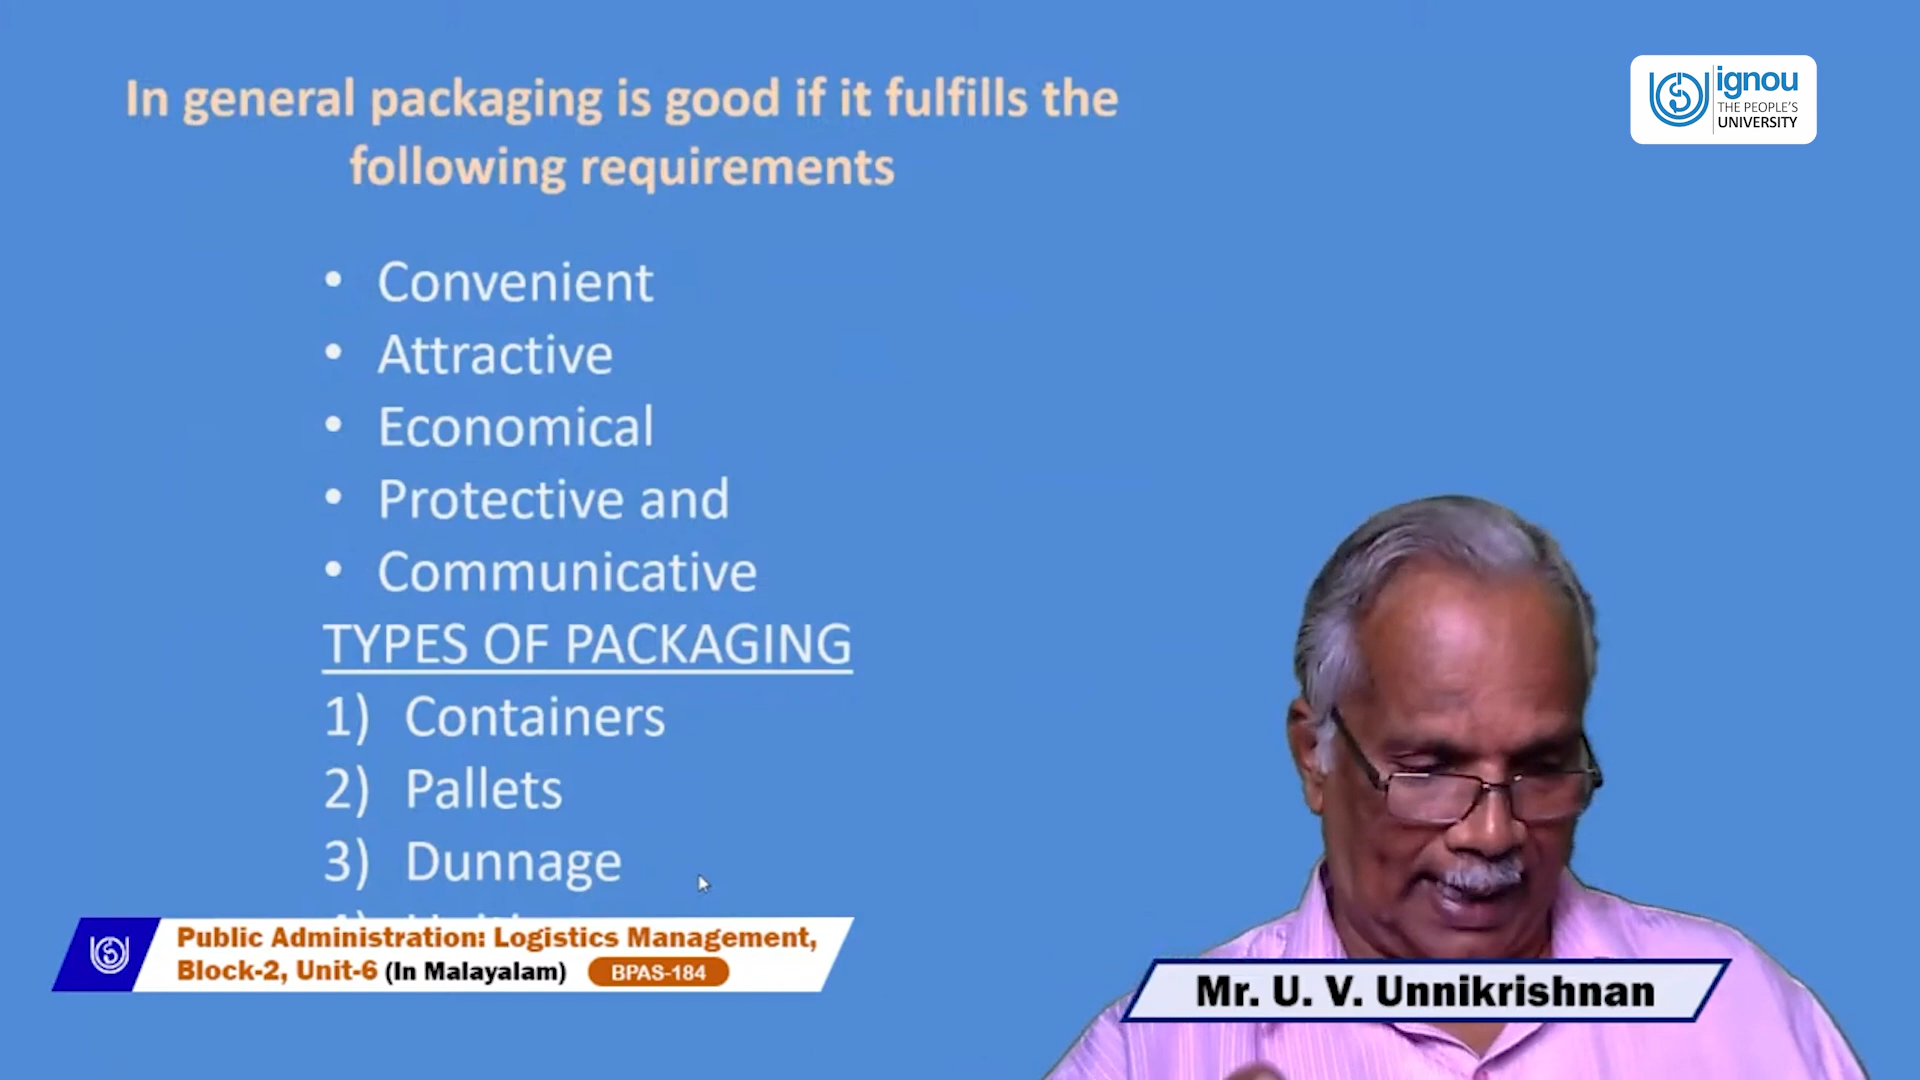 In general packaging is good if it fulfills the
following requirements
• Convenient
• Attractive
• Economical
• Protective and
• Communicative
TYPES OF PACKAGING
1) Containers
2) Pallets
3) Dunnage
ignou
THE PEOPLE'S
UNIVERSITY
Public Administration: Logistics Management,
Block-2, Unit-6 (In Malayalam) BPAS-184
Mr. U. V. Unnikrishnan